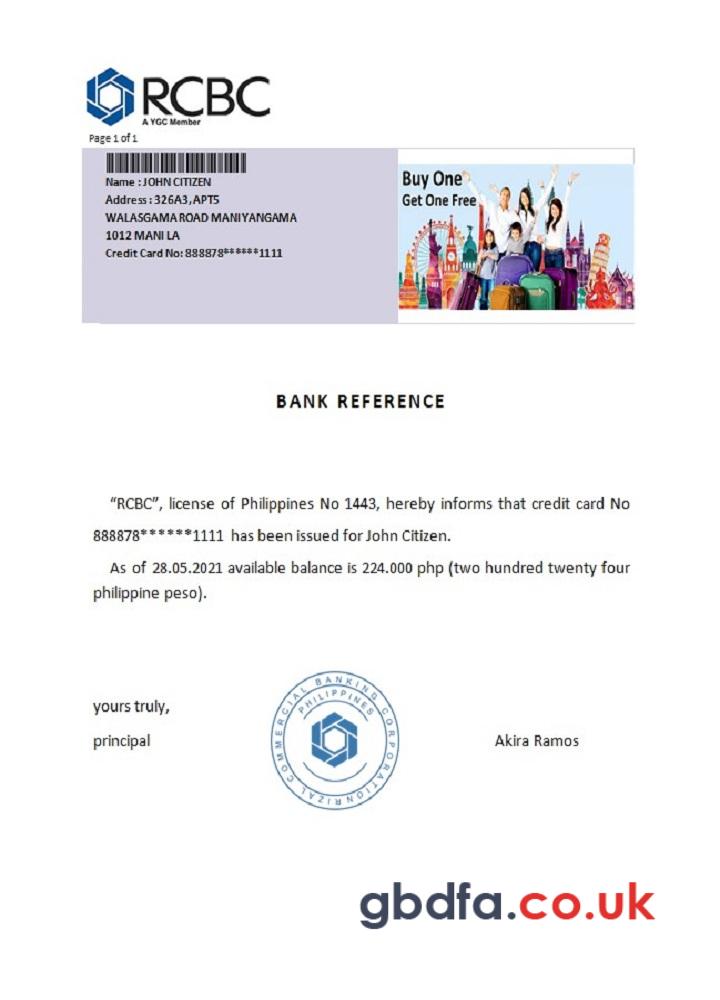 RCBC
A YGC Member
Page 1 of 1
Name : JOHN CITIZEN
Address : 326A3, APT5
WALASGAMA ROAD MANIYANGAMA
1012 MANILA
Credit Card No: 888878******1111
Buy One
Get One Free
BANK REFERENCE
“RCBC”, license of Philippines No 1443, hereby informs that credit card No
888878******1111 has been issued for John Citizen.
As of 28.05.2021 available balance is 224.000 php (two hundred twenty four
philippine peso).
yours truly,
principal
RIZAL COMMERCIAL BANKING CORPORATION
PHILIPPINES
Akira Ramos
gbdfa.co.uk